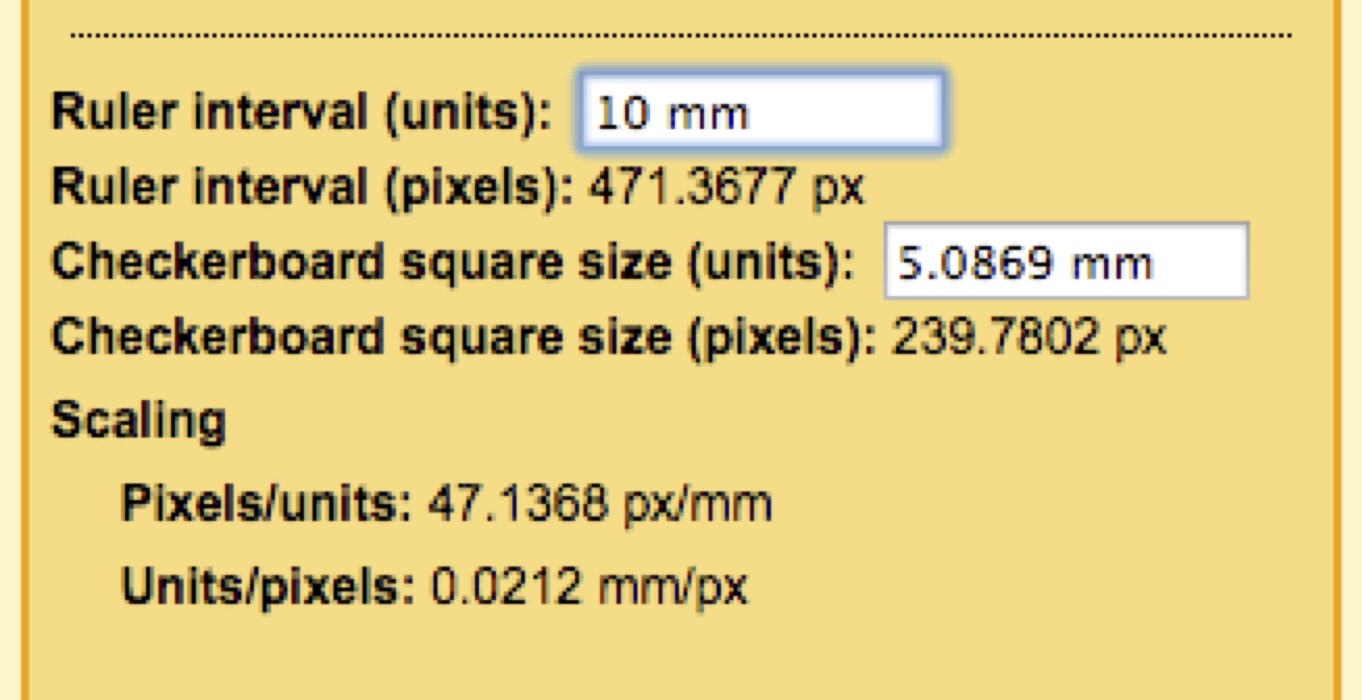 Ruler interval (units): 10 mm
Ruler interval (pixels): 471.3677 px
Checkerboard square size (units): 5.0869 mm
Checkerboard square size (pixels): 239.7802 px
Scaling
Pixels/units: 47.1368 px/mm
Units/pixels: 0.0212 mm/px